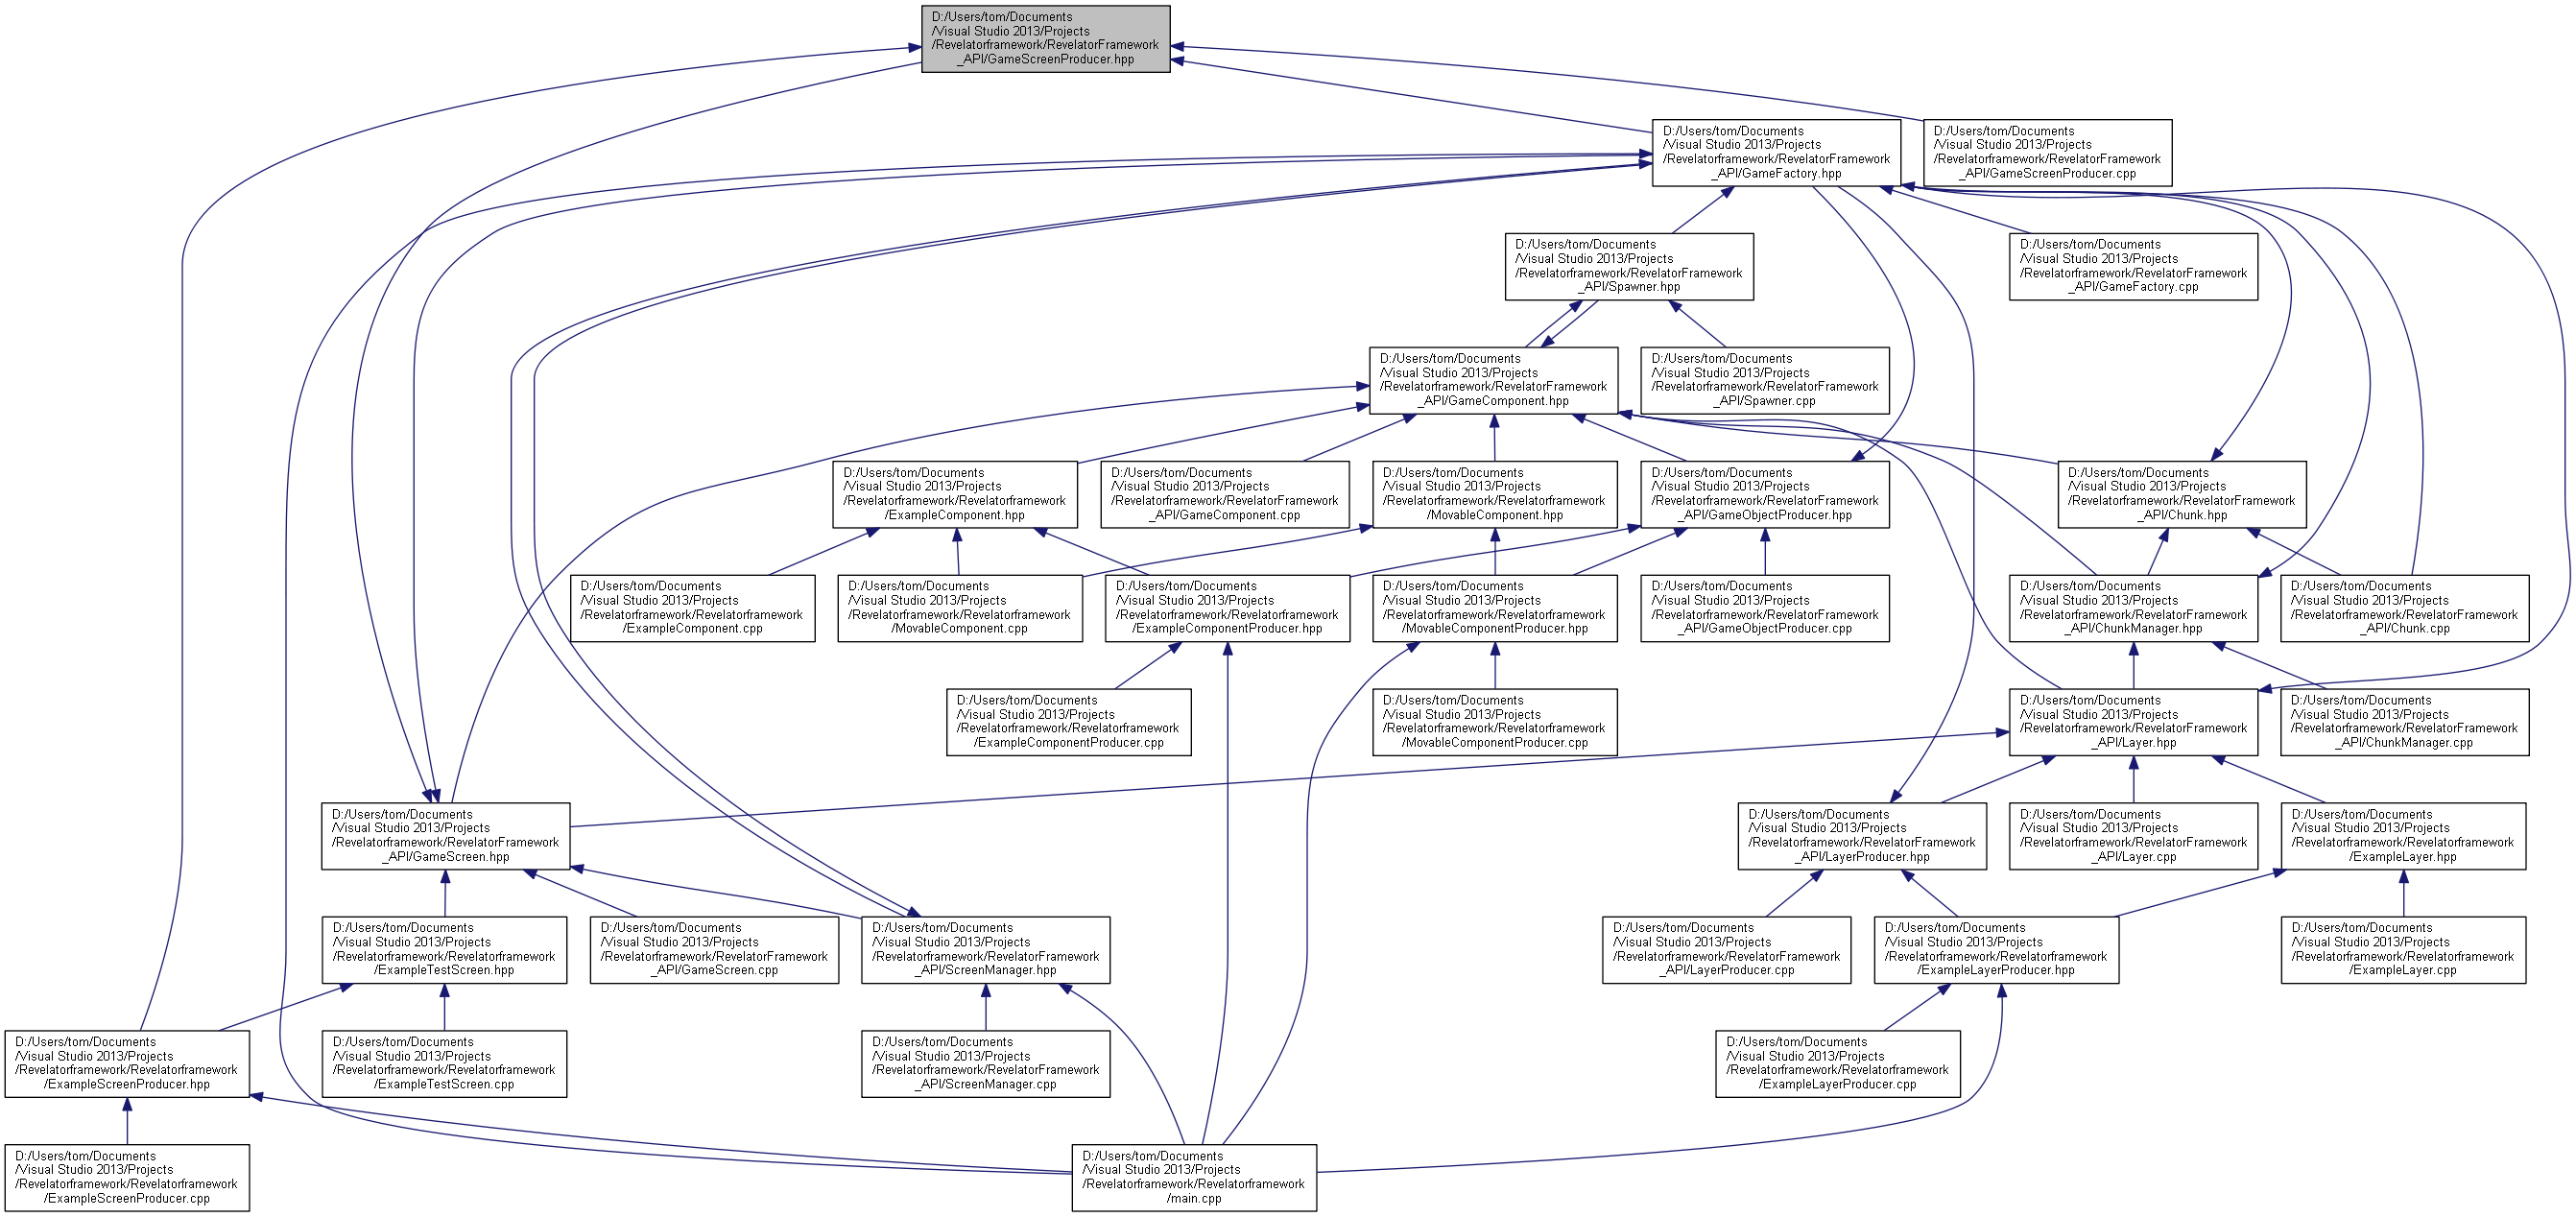 D:/Users/tom/Documents
/Visual Studio 2013/Projects
/Revelatorframework/RevelatorFramework
_API/GameScreenProducer.hpp
D:/Users/tom/Documents
/Visual Studio 2013/Projects
/Revelatorframework/RevelatorFramework
_API/GameFactory.hpp
D:/Users/tom/Documents
/Visual Studio 2013/Projects
/Revelatorframework/RevelatorFramework
_API/GameScreenProducer.cpp
D:/Users/tom/Documents
/Visual Studio 2013/Projects
/Revelatorframework/RevelatorFramework
_API/Spawner.hpp
D:/Users/tom/Documents
/Visual Studio 2013/Projects
/Revelatorframework/RevelatorFramework
_API/GameFactory.cpp
D:/Users/tom/Documents
/Visual Studio 2013/Projects
/Revelatorframework/RevelatorFramework
_API/GameComponent.hpp
D:/Users/tom/Documents
/Visual Studio 2013/Projects
/Revelatorframework/RevelatorFramework
_API/Spawner.cpp
D:/Users/tom/Documents
/Visual Studio 2013/Projects
/Revelatorframework/Revelatorframework
/ExampleComponent.hpp
D:/Users/tom/Documents
/Visual Studio 2013/Projects
/Revelatorframework/RevelatorFramework
_API/GameComponent.cpp
D:/Users/tom/Documents
/Visual Studio 2013/Projects
/Revelatorframework/Revelatorframework
/MovableComponent.hpp
D:/Users/tom/Documents
/Visual Studio 2013/Projects
/Revelatorframework/RevelatorFramework
_API/GameObjectProducer.hpp
D:/Users/tom/Documents
/Visual Studio 2013/Projects
/Revelatorframework/RevelatorFramework
_API/Chunk.hpp
D:/Users/tom/Documents
/Visual Studio 2013/Projects
/Revelatorframework/Revelatorframework
/ExampleComponent.cpp
D:/Users/tom/Documents
/Visual Studio 2013/Projects
/Revelatorframework/Revelatorframework
/MovableComponent.cpp
D:/Users/tom/Documents
/Visual Studio 2013/Projects
/Revelatorframework/Revelatorframework
/ExampleComponentProducer.hpp
D:/Users/tom/Documents
/Visual Studio 2013/Projects
/Revelatorframework/Revelatorframework
/MovableComponentProducer.hpp
D:/Users/tom/Documents
/Visual Studio 2013/Projects
/Revelatorframework/RevelatorFramework
_API/GameObjectProducer.cpp
D:/Users/tom/Documents
/Visual Studio 2013/Projects
/Revelatorframework/RevelatorFramework
_API/ChunkManager.hpp
D:/Users/tom/Documents
/Visual Studio 2013/Projects
/Revelatorframework/RevelatorFramework
_API/Chunk.cpp
D:/Users/tom/Documents
/Visual Studio 2013/Projects
/Revelatorframework/Revelatorframework
/ExampleComponentProducer.cpp
D:/Users/tom/Documents
/Visual Studio 2013/Projects
/Revelatorframework/Revelatorframework
/MovableComponentProducer.cpp
D:/Users/tom/Documents
/Visual Studio 2013/Projects
/Revelatorframework/RevelatorFramework
_API/Layer.hpp
D:/Users/tom/Documents
/Visual Studio 2013/Projects
/Revelatorframework/RevelatorFramework
_API/ChunkManager.cpp
D:/Users/tom/Documents
/Visual Studio 2013/Projects
/Revelatorframework/RevelatorFramework
_API/GameScreen.hpp
D:/Users/tom/Documents
/Visual Studio 2013/Projects
/Revelatorframework/RevelatorFramework
_API/LayerProducer.hpp
D:/Users/tom/Documents
/Visual Studio 2013/Projects
/Revelatorframework/RevelatorFramework
_API/Layer.cpp
D:/Users/tom/Documents
/Visual Studio 2013/Projects
/Revelatorframework/Revelatorframework
/ExampleLayer.hpp
D:/Users/tom/Documents
/Visual Studio 2013/Projects
/Revelatorframework/Revelatorframework
/ExampleTestScreen.hpp
D:/Users/tom/Documents
/Visual Studio 2013/Projects
/Revelatorframework/RevelatorFramework
_API/GameScreen.cpp
D:/Users/tom/Documents
/Visual Studio 2013/Projects
/Revelatorframework/RevelatorFramework
_API/ScreenManager.hpp
D:/Users/tom/Documents
/Visual Studio 2013/Projects
/Revelatorframework/RevelatorFramework
_API/LayerProducer.cpp
D:/Users/tom/Documents
/Visual Studio 2013/Projects
/Revelatorframework/Revelatorframework
/ExampleLayerProducer.hpp
D:/Users/tom/Documents
/Visual Studio 2013/Projects
/Revelatorframework/Revelatorframework
/ExampleLayer.cpp
D:/Users/tom/Documents
/Visual Studio 2013/Projects
/Revelatorframework/Revelatorframework
/ExampleScreenProducer.hpp
D:/Users/tom/Documents
/Visual Studio 2013/Projects
/Revelatorframework/Revelatorframework
/ExampleTestScreen.cpp
D:/Users/tom/Documents
/Visual Studio 2013/Projects
/Revelatorframework/RevelatorFramework
_API/ScreenManager.cpp
D:/Users/tom/Documents
/Visual Studio 2013/Projects
/Revelatorframework/Revelatorframework
/ExampleLayerProducer.cpp
D:/Users/tom/Documents
/Visual Studio 2013/Projects
/Revelatorframework/Revelatorframework
/ExampleScreenProducer.cpp
D:/Users/tom/Documents
/Visual Studio 2013/Projects
/Revelatorframework/Revelatorframework
/main.cpp